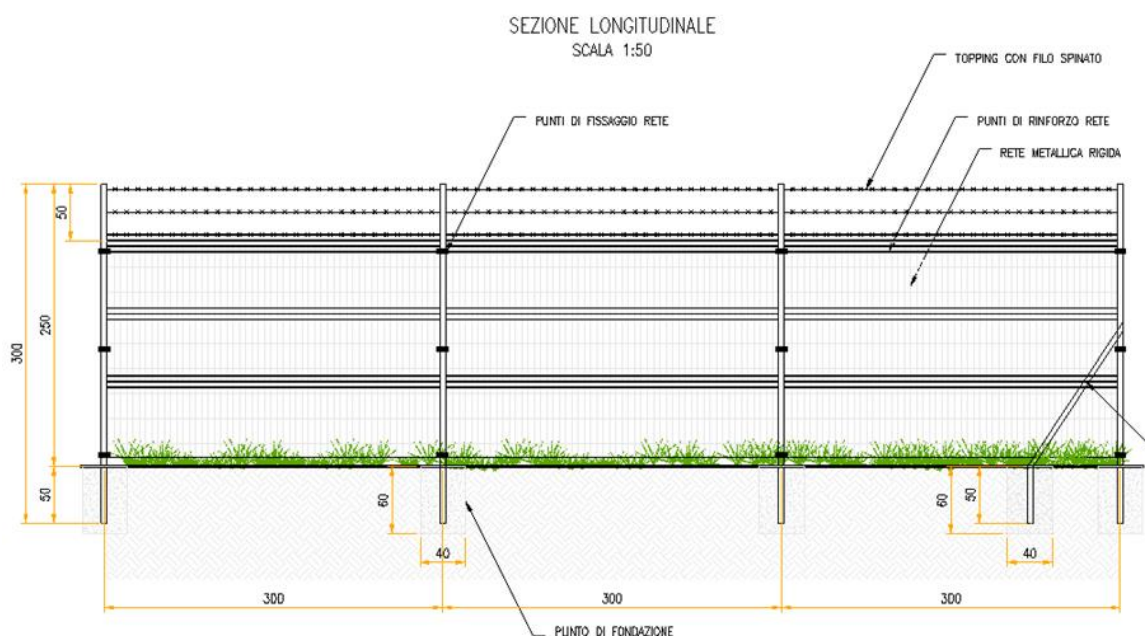 SEZIONE LONGITUDINALE
SCALA 1:50
TOPPING CON FILO SPINATO
PUNTI DI FISSAGGIO RETE
PUNTI DI RINFORZO RETE
RETE METALLICA RIGIDA
50
300
250
50
60
40
60
50
40
300
300
300
PUNTO DI FONDAZIONE